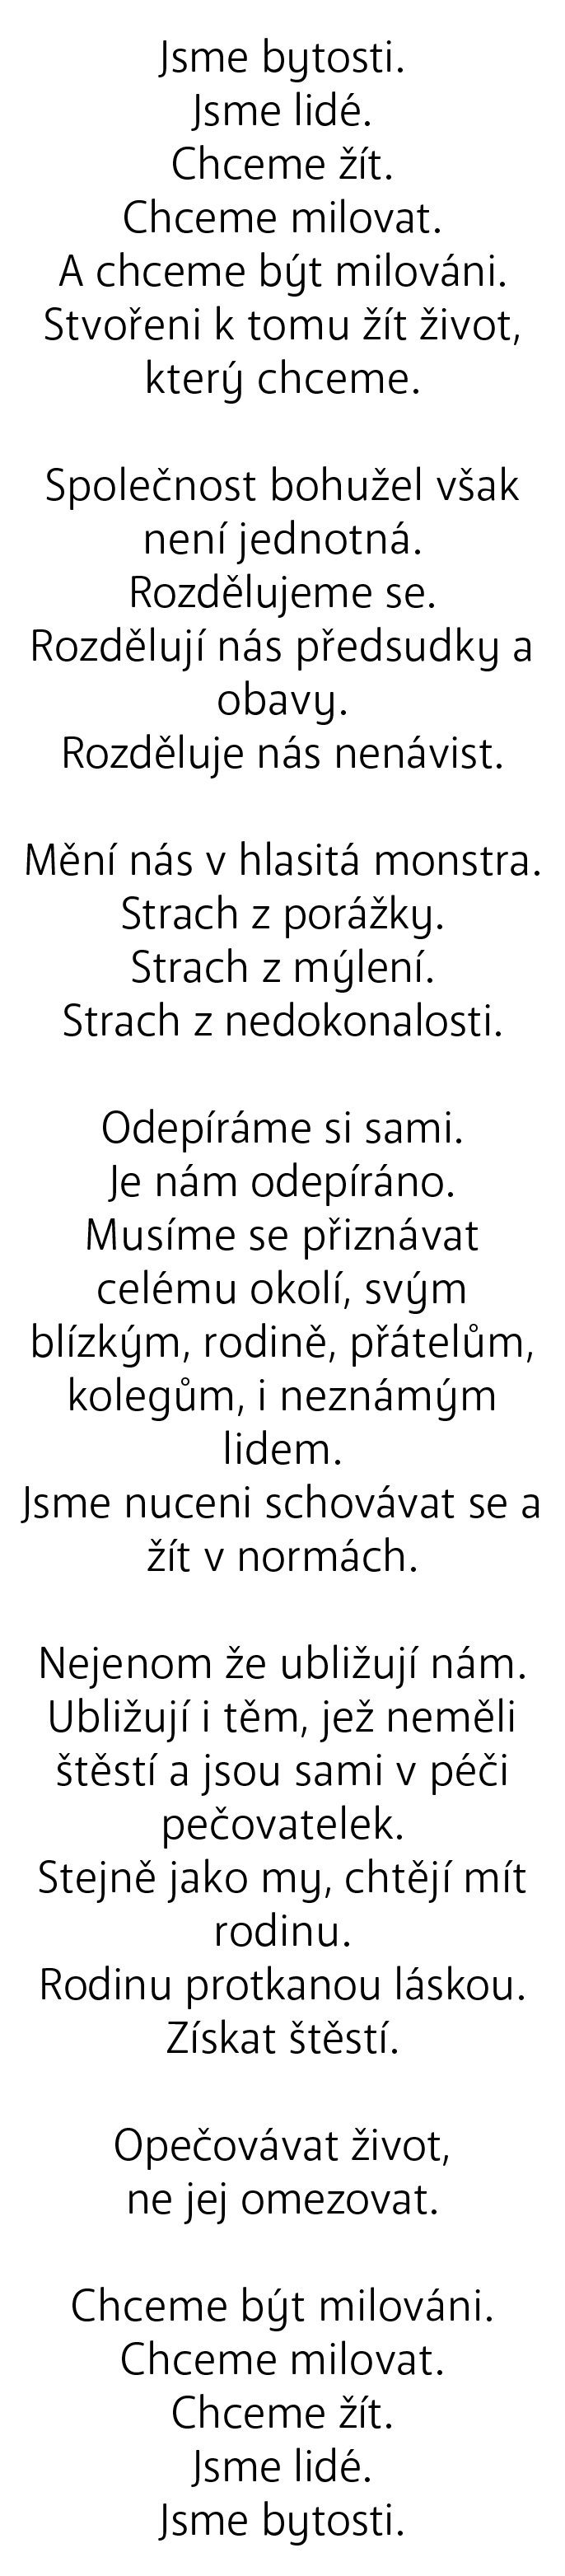 Jsme bytosti.
Jsme lidé.
Chceme žít.
Chceme milovat.
A chceme být milováni.
Stvořeni k tomu žít život,
který chceme.
Společnost bohužel však
není jednotná.
Rozdělujeme se.
Rozdělují nás předsudky a
obavy.
Rozděluje nás nenávist.
Mění nás v hlasitá monstra.
Strach z porážky.
Strach z mýlení.
Strach z nedokonalosti.
Odepíráme si sami.
Je nám odepíráno.
Musíme se přiznávat
celému okolí, svým
blízkým, rodině, přátelům,
kolegům, i neznámým
lidem.
Jsme nuceni schovávat se a
žít v normách.
Nejenom že ubližují nám.
Ubližují i těm, jež neměli
štěstí a jsou sami v péči
pečovatelek.
Stejně jako my, chtějí mít
rodinu.
Rodinu protkanou láskou.
Získat štěstí.
Opečovávat život,
ne jej omezovat.
Chceme být milováni.
Chceme milovat.
Chceme žít.
Jsme lidé.
Jsme bytosti.